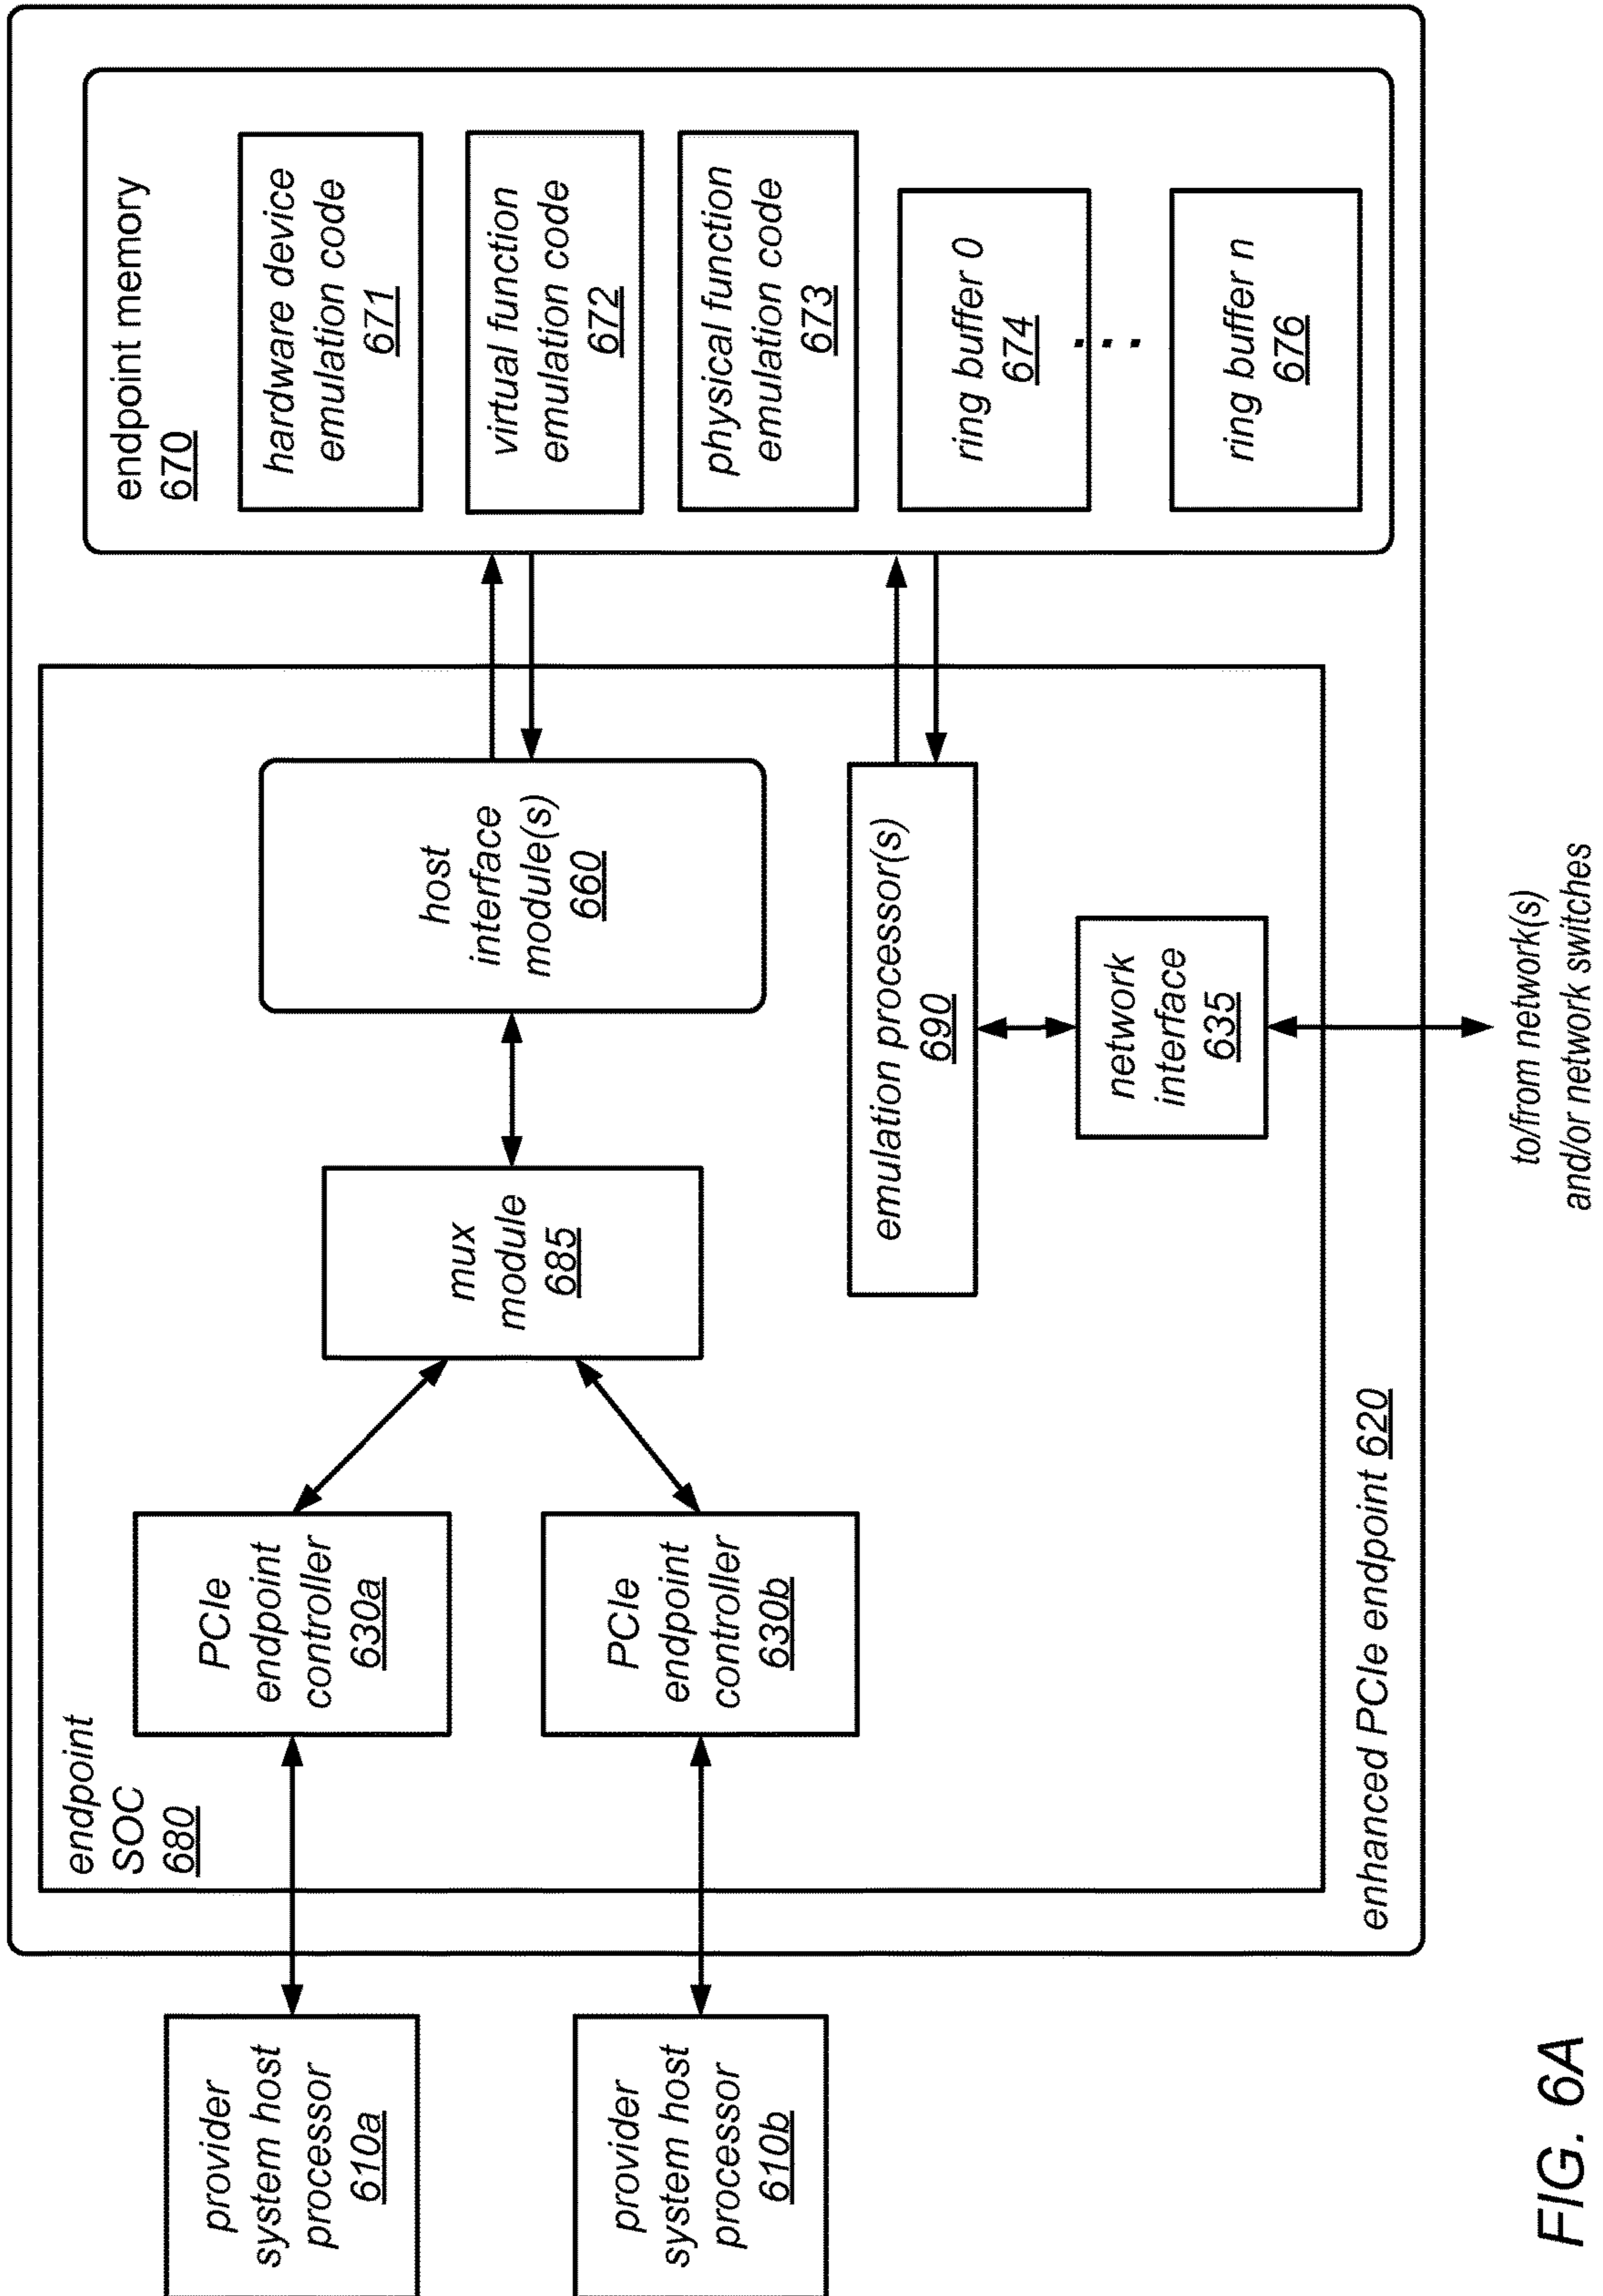 provider
system host
processor
610a
provider
system host
processor
610b
endpoint
SOC
680
PCIe
endpoint
controller
630a
PCIe
endpoint
controller
630b
mux
module
685
host
interface
module(s)
660
emulation processor(s)
690
network
interface
635
endpoint memory
670
hardware device
emulation code
671
virtual function
emulation code
672
physical function
emulation code
673
ring buffer 0
674
...
ring buffer n
676
enhanced PCIe endpoint 620
to/from network(s)
and/or network switches
FIG. 6A